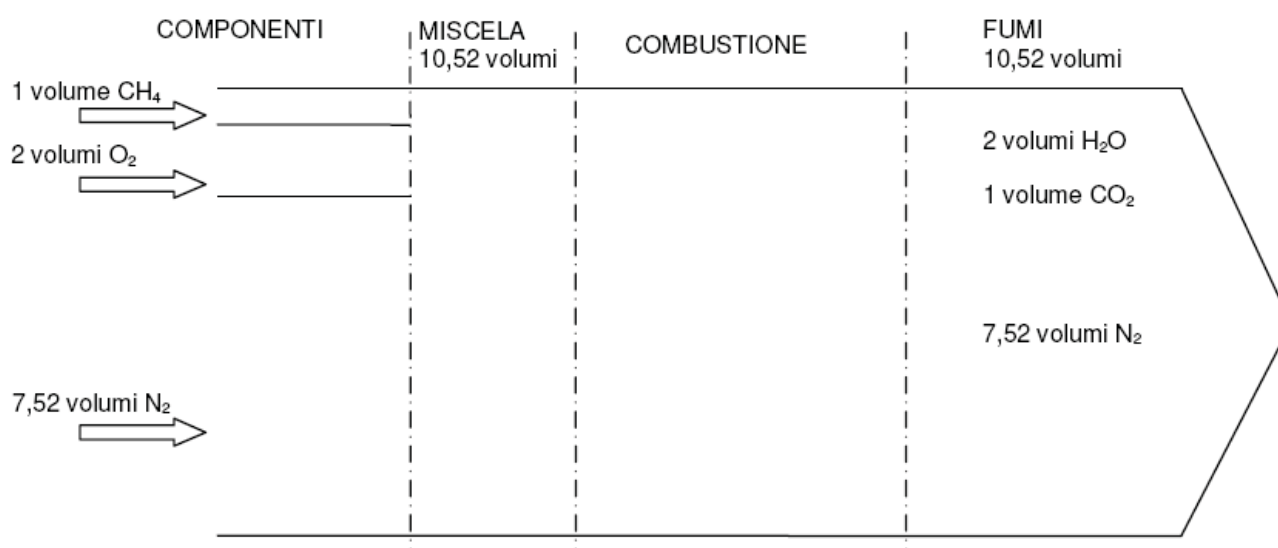 COMPONENTI
MISCELA
10,52 volumi
COMBUSTIONE
FUMI
10,52 volumi
1 volume CH₄
2 volumi O₂
7,52 volumi N₂
2 volumi H₂O
1 volume CO₂
7,52 volumi N₂